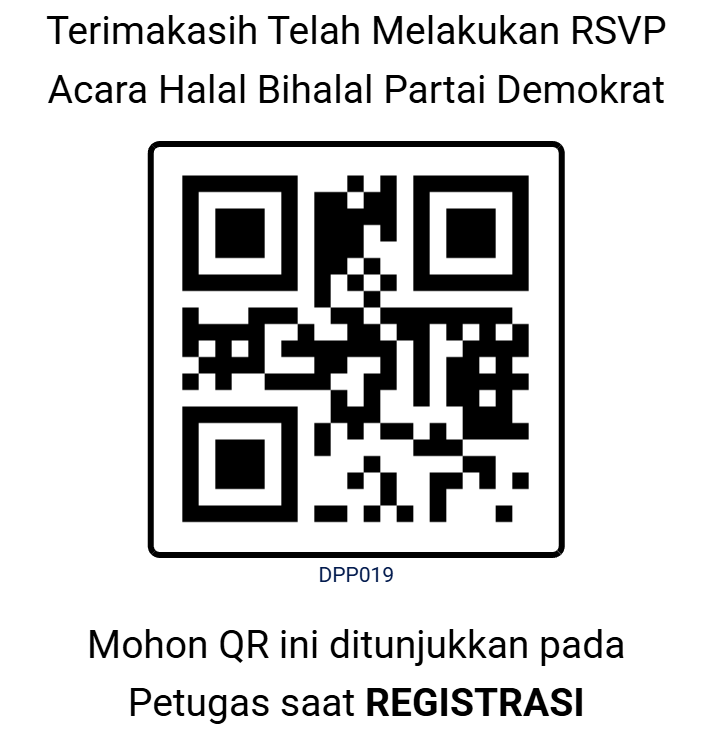 Terimakasih Telah Melakukan RSVP
Acara Halal Bihalal Partai Demokrat
DPP019
Mohon QR ini ditunjukkan pada
Petugas saat REGISTRASI